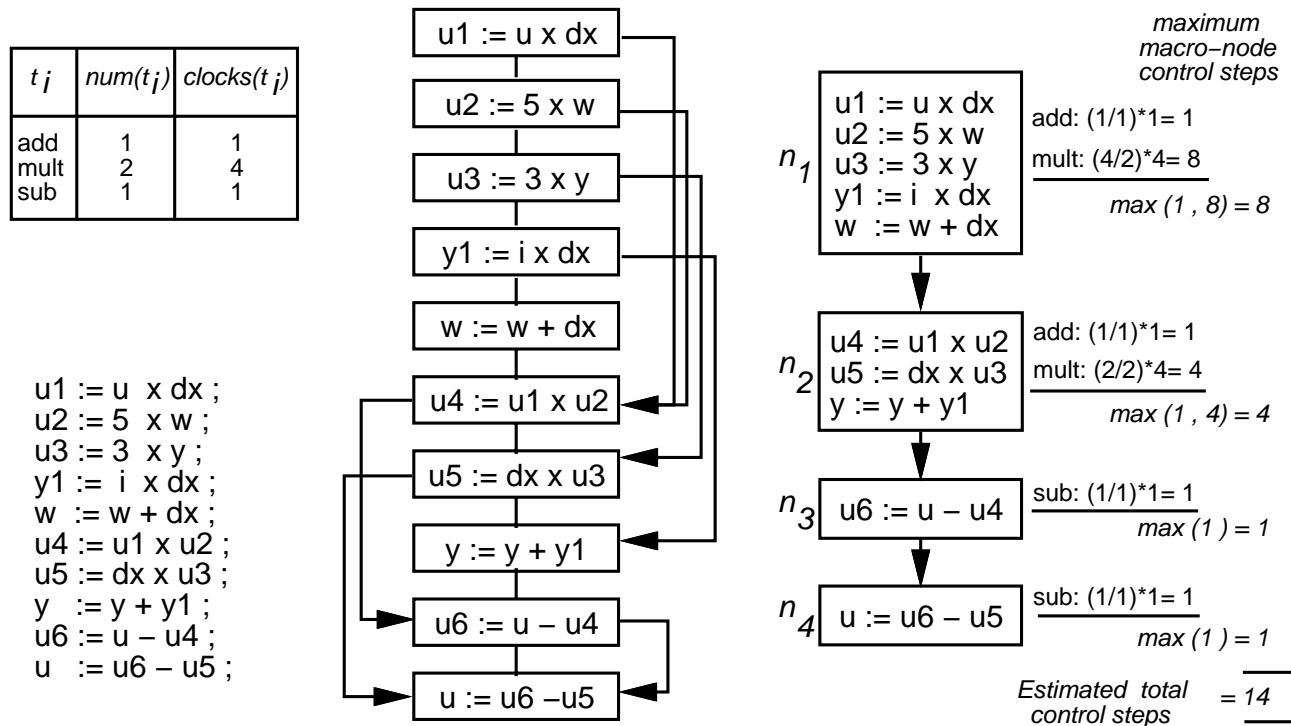 t i num(t i) clocks(t i)
add 1 1
mult 2 4
sub 1 1
u1 := u x dx ;
u2 := 5 x w ;
u3 := 3 x y ;
y1 := i x dx ;
w := w + dx ;
u4 := u1 x u2 ;
u5 := dx x u3 ;
y := y + y1 ;
u6 := u – u4 ;
u := u6 – u5 ;
u1 := u x dx
u2 := 5 x w
u3 := 3 x y
y1 := i x dx
w := w + dx
u4 := u1 x u2
u5 := dx x u3
y := y + y1
u6 := u – u4
u := u6 –u5
maximum
macro–node
control steps
n1
u1 := u x dx
u2 := 5 x w
u3 := 3 x y
y1 := i x dx
w := w + dx
add: (1/1)*1= 1
mult: (4/2)*4= 8
max (1 , 8) = 8
n2
u4 := u1 x u2
u5 := dx x u3
y := y + y1
add: (1/1)*1= 1
mult: (2/2)*4= 4
max (1 , 4) = 4
n3
u6 := u – u4
sub: (1/1)*1= 1
max (1 ) = 1
n4
u := u6 – u5
sub: (1/1)*1= 1
max (1 ) = 1
Estimated total
control steps
= 14